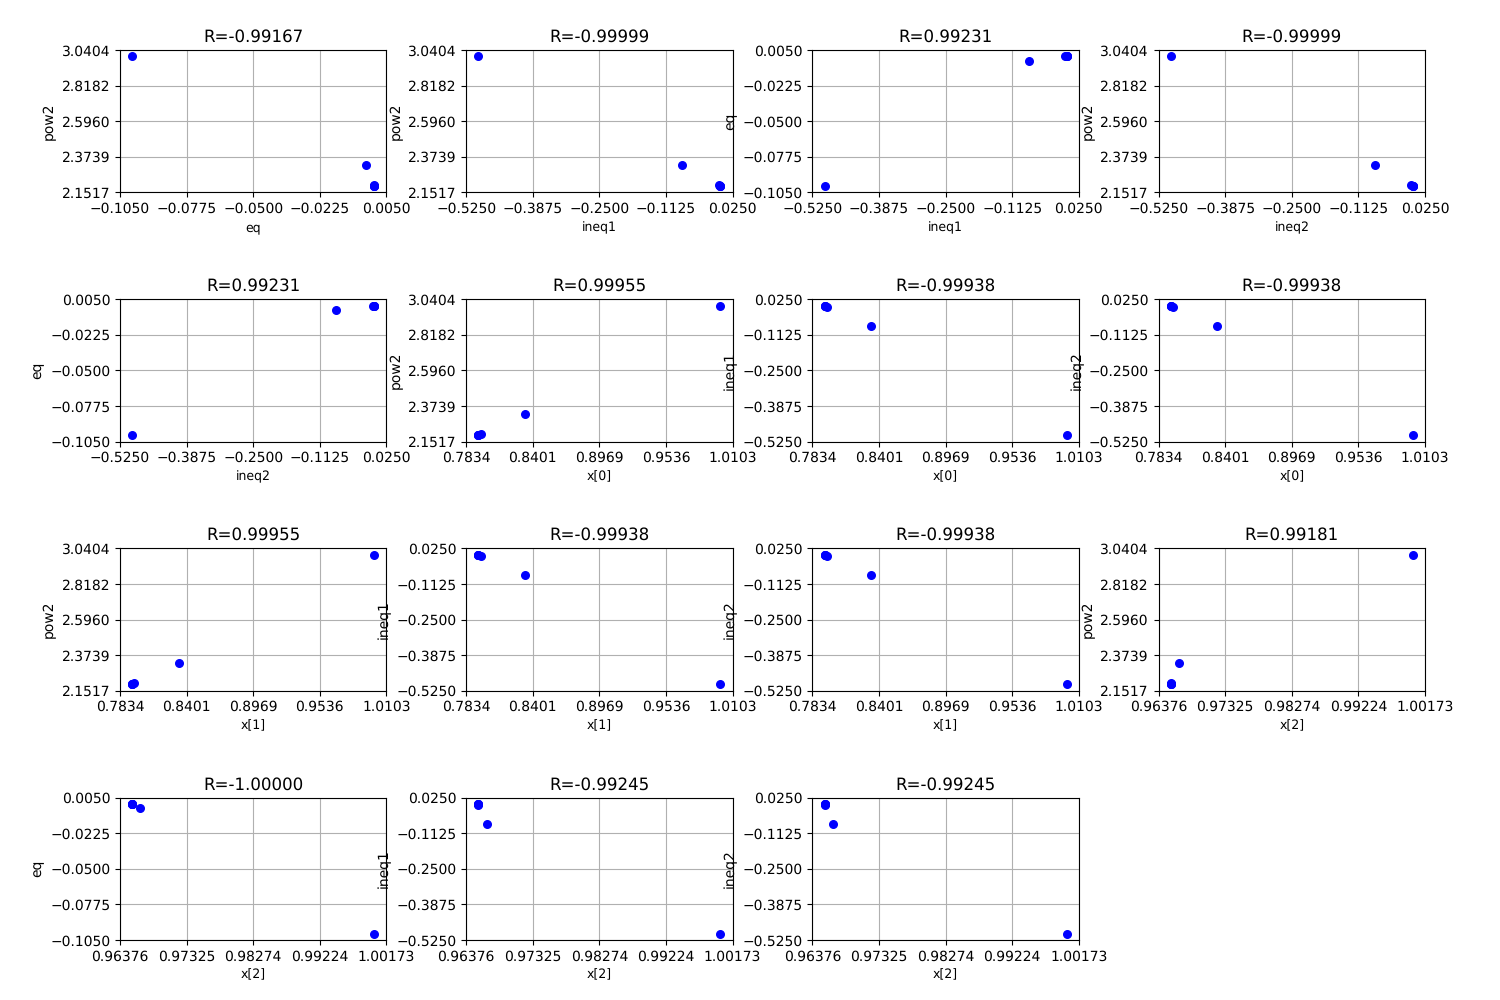 R=-0.99167 R=-0.99999 R=0.99231 R=-0.99999
3.0404 3.0404 0.0050 3.0404
2.8182 2.8182 −0.0225 2.8182
pow2 2.5960 pow2 2.5960 eq −0.0500 pow2 2.5960
2.3739 2.3739 −0.0775 2.3739
2.1517 2.1517 −0.1050 2.1517
−0.1050 −0.0775 −0.0500 −0.0225 0.0050 −0.5250 −0.3875 −0.2500 −0.1125 0.0250 −0.5250 −0.3875 −0.2500 −0.1125 0.0250 −0.5250 −0.3875 −0.2500 −0.1125 0.0250
eq ineq1 ineq1 ineq2
R=0.99231 R=0.99955 R=-0.99938 R=-0.99938
0.0050 3.0404 0.0250 0.0250
−0.0225 2.8182 −0.1125 −0.1125
eq −0.0500 pow2 2.5960 ineq1 −0.2500 ineq2 −0.2500
−0.0775 2.3739 −0.3875 −0.3875
−0.1050 2.1517 −0.5250 −0.5250
−0.5250 −0.3875 −0.2500 −0.1125 0.0250 0.7834 0.8401 0.8969 0.9536 1.0103 0.7834 0.8401 0.8969 0.9536 1.0103 0.7834 0.8401 0.8969 0.9536 1.0103
ineq2 x[0] x[0] x[0]
R=0.99955 R=-0.99938 R=-0.99938 R=0.99181
3.0404 0.0250 0.0250 3.0404
2.8182 −0.1125 −0.1125 2.8182
pow2 2.5960 ineq1 −0.2500 ineq2 −0.2500 pow2 2.5960
2.3739 −0.3875 −0.3875 2.3739
2.1517 −0.5250 −0.5250 2.1517
0.7834 0.8401 0.8969 0.9536 1.0103 0.7834 0.8401 0.8969 0.9536 1.0103 0.7834 0.8401 0.8969 0.9536 1.0103 0.96376 0.97325 0.98274 0.99224 1.00173
x[1] x[1] x[1] x[2]
R=-1.00000 R=-0.99245 R=-0.99245
0.0050 0.0250 0.0250
−0.0225 −0.1125 −0.1125
eq −0.0500 ineq1 −0.2500 ineq2 −0.2500
−0.0775 −0.3875 −0.3875
−0.1050 −0.5250 −0.5250
0.96376 0.97325 0.98274 0.99224 1.00173 0.96376 0.97325 0.98274 0.99224 1.00173 0.96376 0.97325 0.98274 0.99224 1.00173
x[2] x[2] x[2]